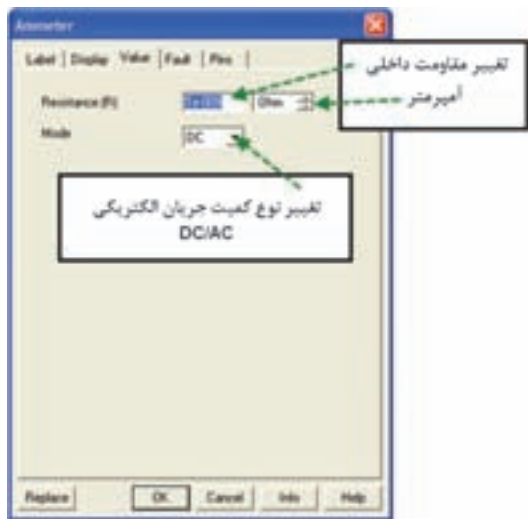 Ammeter
Label | Display Value | Fault | Pins |
Resistance (R) Ohm
Mode DC
تغییر مقاومت داخلی
آمپرمتر
تغییر نوع کمیت جریان الکتریکی
DC/AC
Replace OK Cancel Info Help